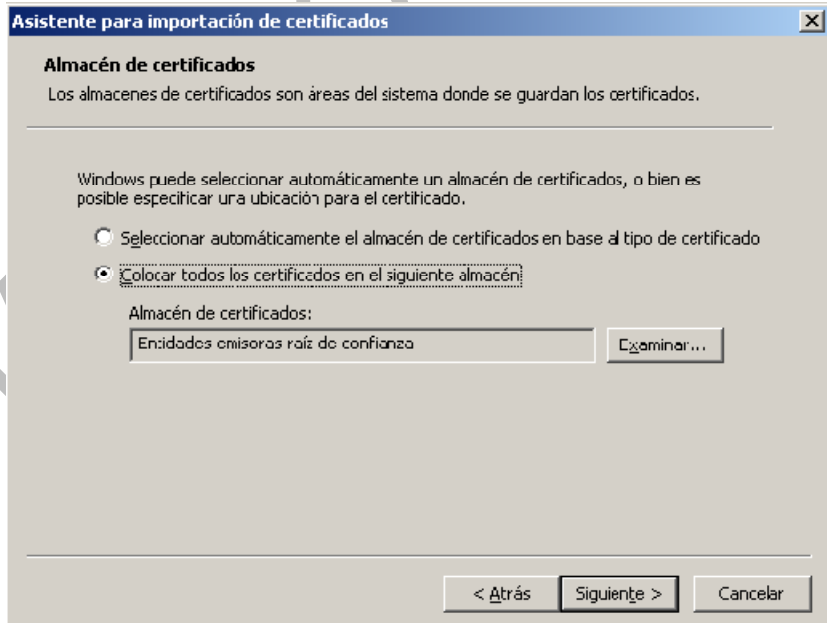 Asistente para importación de certificados
Almacén de certificados
Los almacenes de certificados son áreas del sistema donde se guardan los certificados.
Windows puede seleccionar automáticamente un almacén de certificados, o bien es
posible especificar una ubicación para el certificado.
Seleccionar automáticamente el almacén de certificados en base al tipo de certificado
Colocar todos los certificados en el siguiente almacén
Almacén de certificados:
Entidades emisoras raíz de confianza
Examinar...
< Atrás
Siguiente >
Cancelar